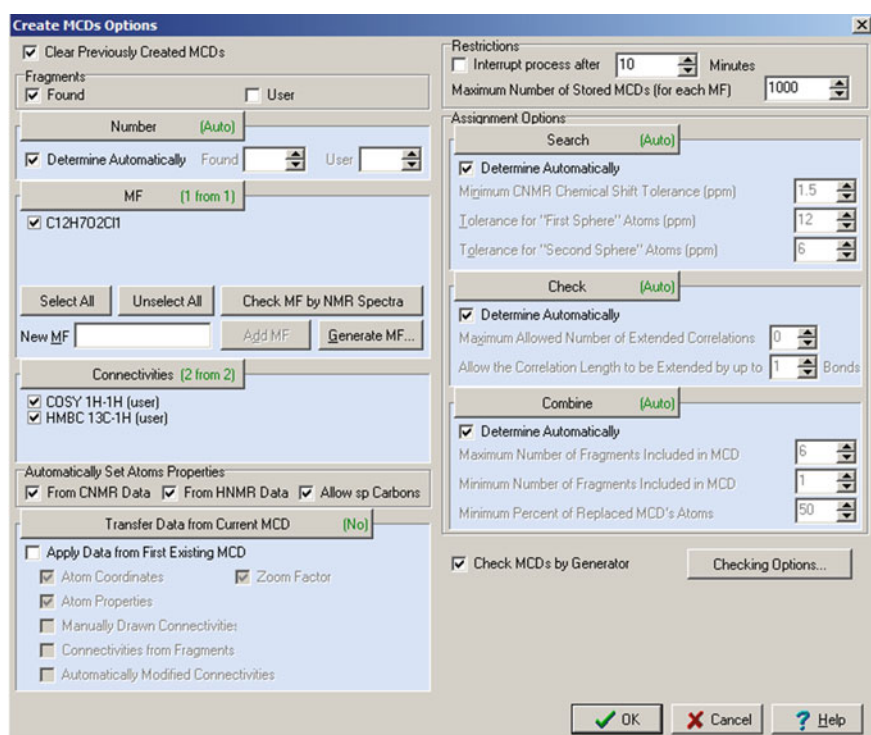 Create MCDs Options
Clear Previously Created MCDs
Fragments
Found
User
Number (Auto)
Determine Automatically Found User
MF (1 from 1)
C12H7O2Cl1
Select All
Unselect All
Check MF by NMR Spectra
New MF
Add MF
Generate MF...
Connectivities (2 from 2)
COSY 1H-1H (user)
HMBC 13C-1H (user)
Automatically Set Atoms Properties
From CNMR Data From HNMR Data Allow sp Carbons
Transfer Data from Current MCD (No)
Apply Data from First Existing MCD
Atom Coordinates
Zoom Factor
Atom Properties
Manually Drawn Connectivities
Connectivities from Fragments
Automatically Modified Connectivities
Restrictions
Interrupt process after 10 Minutes
Maximum Number of Stored MCDs (for each MF) 1000
Assignment Options
Search (Auto)
Determine Automatically
Minimum CNMR Chemical Shift Tolerance (ppm) 1.5
Tolerance for "First Sphere" Atoms (ppm) 12
Tolerance for "Second Sphere" Atoms (ppm) 6
Check (Auto)
Determine Automatically
Maximum Allowed Number of Extended Correlations 0
Allow the Correlation Length to be Extended by up to 1 Bonds
Combine (Auto)
Determine Automatically
Maximum Number of Fragments Included in MCD 6
Minimum Number of Fragments Included in MCD 1
Minimum Percent of Replaced MCD's Atoms 50
Check MCDs by Generator
Checking Options...
OK
Cancel
Help